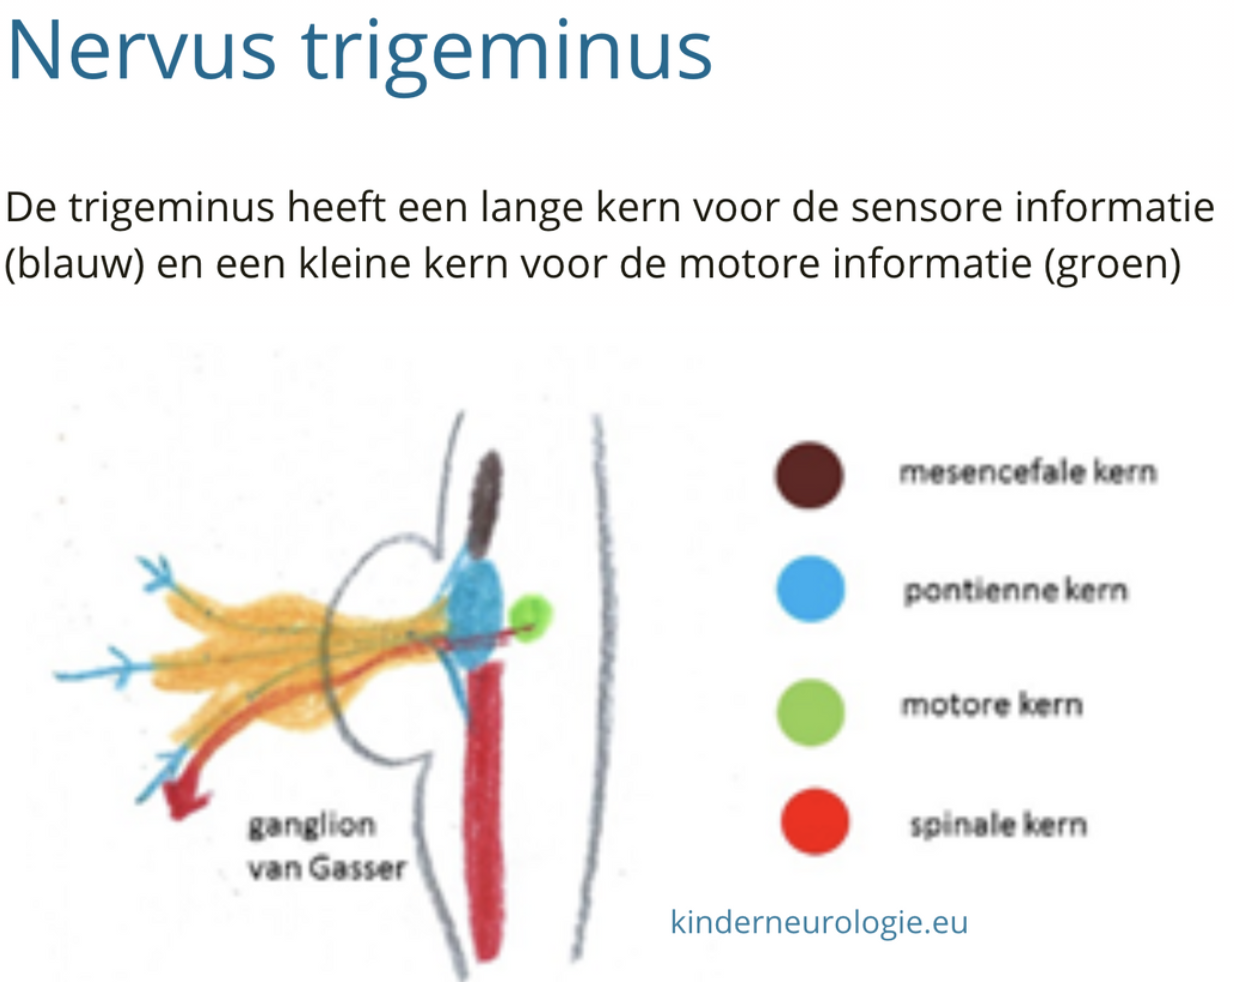 Nervus trigeminus
De trigeminus heeft een lange kern voor de sensore informatie
(blauw) en een kleine kern voor de motore informatie (groen)
mesencefale kern
pontienne kern
motore kern
spinale kern
ganglion
van Gasser
kinderneurologie.eu